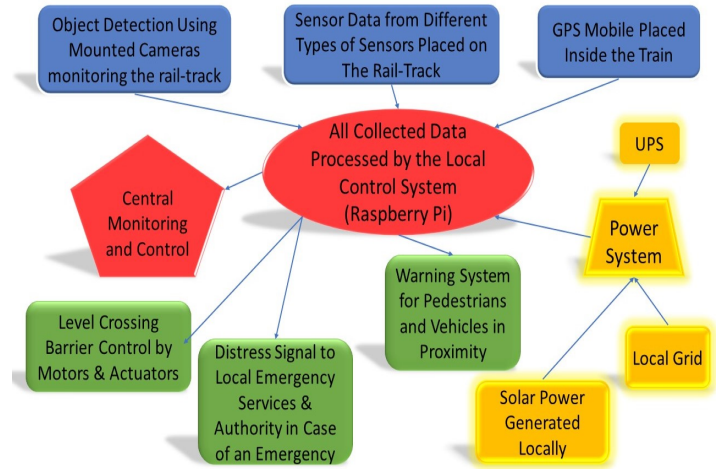 Object Detection Using
Mounted Cameras
monitoring the rail-track
Sensor Data from Different
Types of Sensors Placed on
The Rail-Track
GPS Mobile Placed
Inside the Train
All Collected Data
Processed by the Local
Control System
(Raspberry Pi)
UPS
Central
Monitoring
and Control
Power
System
Warning System
for Pedestrians
and Vehicles in
Proximity
Level Crossing
Barrier Control by
Motors & Actuators
Distress Signal to
Local Emergency
Services &
Authority in Case
of an Emergency
Local Grid
Solar Power
Generated
Locally